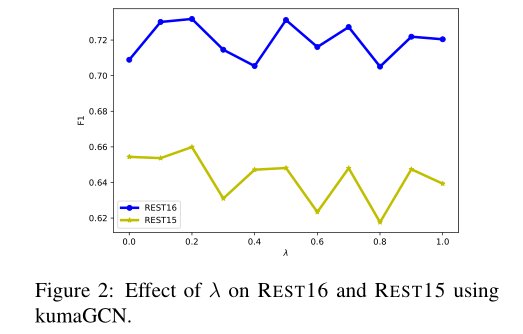 0.72
0.70
0.68
0.66
0.64
0.62
F1
REST16
REST15
0.0 0.2 0.4 0.6 0.8 1.0
λ
Figure 2: Effect of λ on REST16 and REST15 using
kumaGCN.